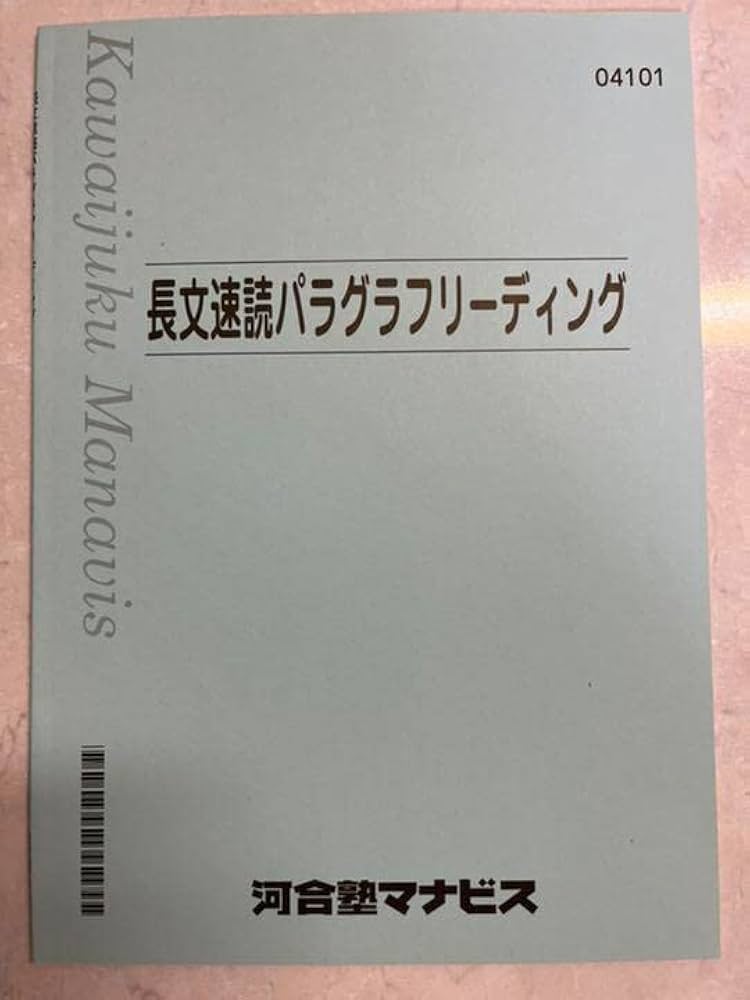 04101
Kawaijuku Manavis
長文速読パラグラフリーディング
河合塾マナビス